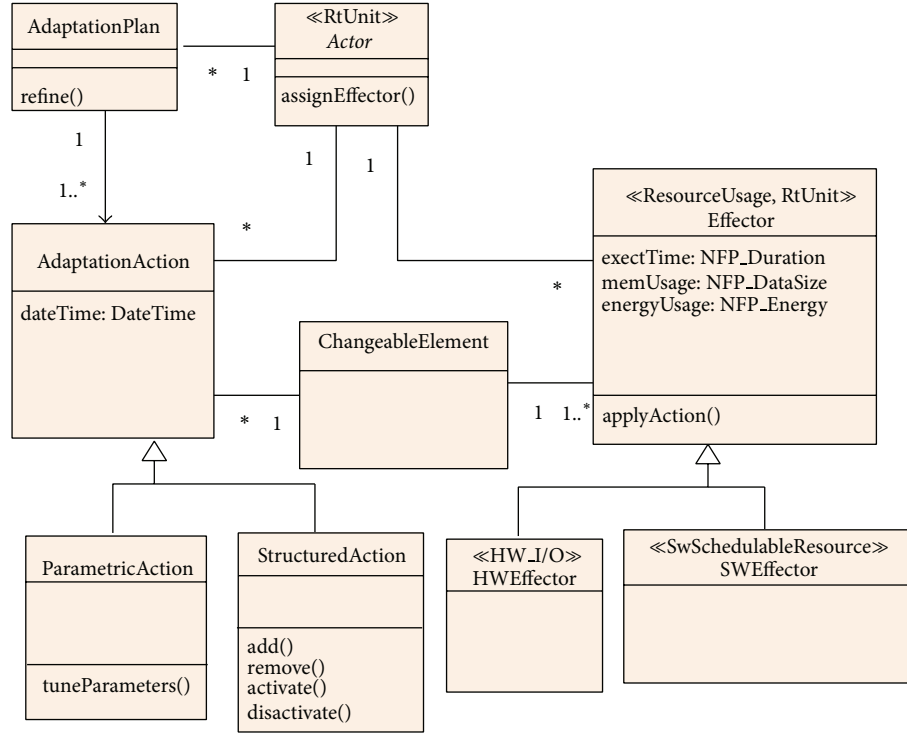 AdaptationPlan
refine()
≪RtUnit≫
Actor
assignEffector()
* 1
1
1..*
1
1
*
*
AdaptationAction
dateTime: DateTime
≪ResourceUsage, RtUnit≫
Effector
exectTime: NFP_Duration
memUsage: NFP_DataSize
energyUsage: NFP_Energy
applyAction()
ChangeableElement
* 1
1 1..*
ParametricAction
tuneParameters()
StructuredAction
add()
remove()
activate()
disactivate()
≪HW_I/O≫
HWEffector
≪SwSchedulableResource≫
SWEffector